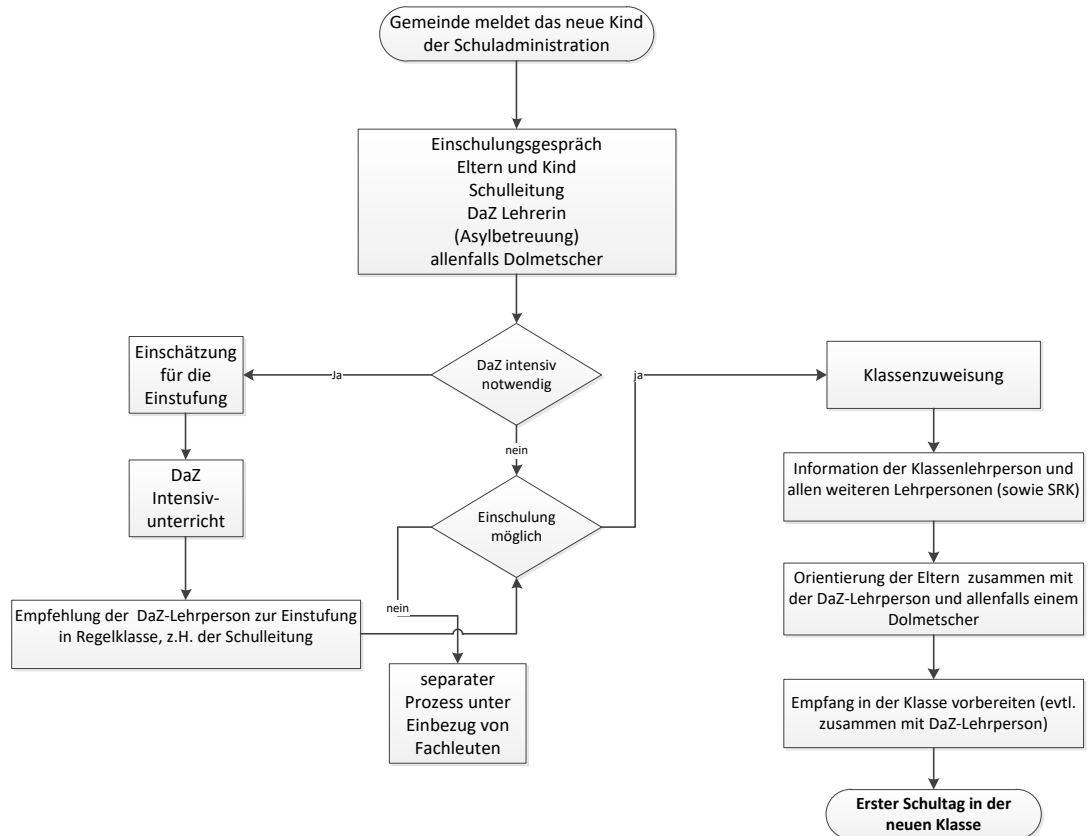 Gemeinde meldet das neue Kind
der Schuladministration
Einschulungsgespräch
Eltern und Kind
Schulleitung
DaZ Lehrerin
(Asylbetreuung)
allenfalls Dolmetscher
DaZ intensiv
notwendig
Ja
Einschätzung
für die
Einstufung
DaZ
Intensiv-
unterricht
Empfehlung der DaZ-Lehrperson zur Einstufung
in Regelklasse, z.H. der Schulleitung
nein
Einschulung
möglich
nein
separater
Prozess unter
Einbezug von
Fachleuten
ja
Klassenzuweisung
Information der Klassenlehrperson und
allen weiteren Lehrpersonen (sowie SRK)
Orientierung der Eltern zusammen mit
der DaZ-Lehrperson und allenfalls einem
Dolmetscher
Empfang in der Klasse vorbereiten (evtl.
zusammen mit DaZ-Lehrperson)
Erster Schultag in der
neuen Klasse